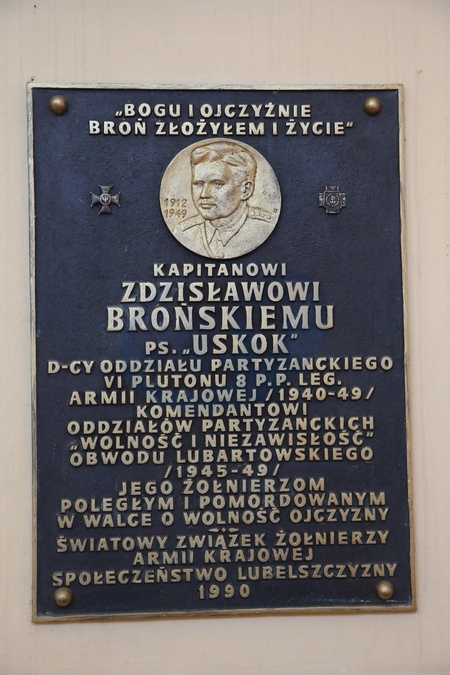 „BOGU I OJCZYŹNIE
BROŃ ZŁOŻYŁEM I ŻYCIE"
1912
1949
KAPITANOWI
ZDZISŁAWOWI
BROŃSKIEMU
PS. „USKOK"
D-CY ODDZIAŁU PARTYZANCKIEGO
VI PLUTONU 8 P.P. LEG.
ARMII KRAJOWEJ /1940-49/
KOMENDANTOWI
ODDZIAŁÓW PARTYZANCKICH
„WOLNOŚĆ I NIEZAWISŁOŚĆ"
OBWODU LUBARTOWSKIEGO
/1945-49/
JEGO ŻOŁNIERZOM
POLEGŁYM I POMORDOWANYM
W WALCE O WOLNOŚĆ OJCZYZNY
ŚWIATOWY ZWIĄZEK ŻOŁNIERZY
ARMII KRAJOWEJ
SPOŁECZEŃSTWO LUBELSZCZYZNY
1990